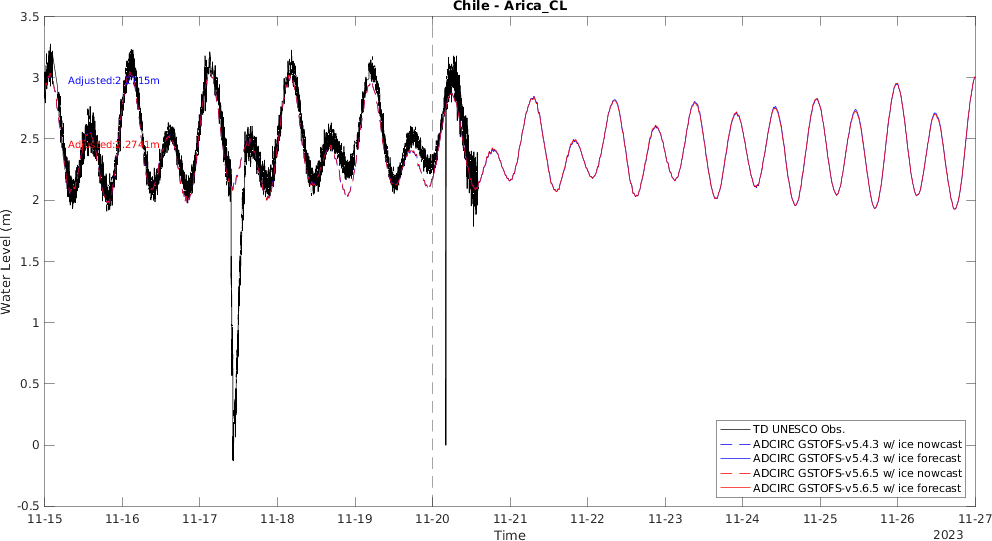 Chile - Arica_CL
3.5
3
2.5
2
1.5
1
0.5
0
-0.5
Water Level (m)
11-15
11-16
11-17
11-18
11-19
11-20
11-21
11-22
11-23
11-24
11-25
11-26
11-27
Time
2023
TD UNESCO Obs.
ADCIRC GSTOFS-v5.4.3 w/ ice nowcast
ADCIRC GSTOFS-v5.4.3 w/ ice forecast
ADCIRC GSTOFS-v5.6.5 w/ ice nowcast
ADCIRC GSTOFS-v5.6.5 w/ ice forecast